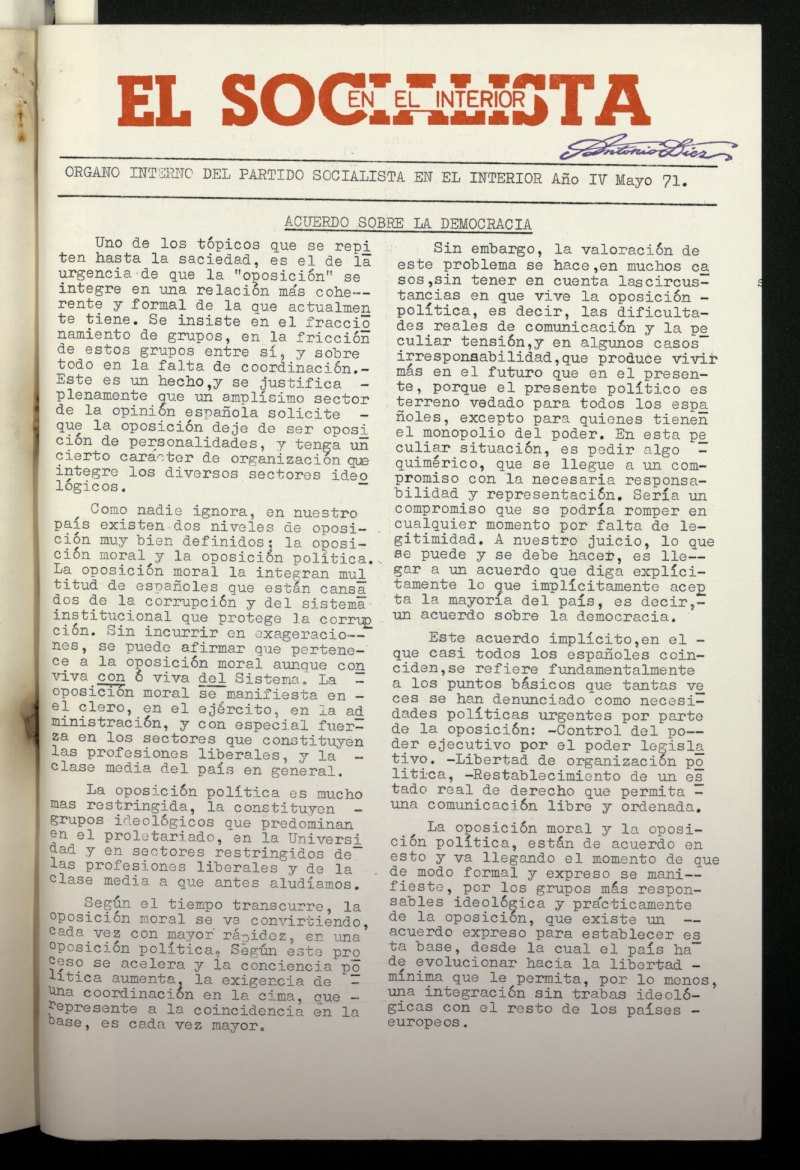 EL SOCIALISTA
EN EL INTERIOR
Antonio Diez
ORGANO INTERNO DEL PARTIDO SOCIALISTA EN EL INTERIOR Año IV Mayo 71.
ACUERDO SOBRE LA DEMOCRACIA
Uno de los tópicos que se repi
ten hasta la saciedad, es el de la
urgencia de que la "oposición" se
integre en una relación más cohe--
rente y formal de la que actualmen
te tiene. Se insiste en el fraccio
namiento de grupos, en la fricción
de estos grupos entre sí, y sobre
todo en la falta de coordinación.-
Este es un hecho,y se justifica -
plenamente que un amplísimo sector
de la opinión española solicite -
que la oposición deje de ser oposi
ción de personalidades, y tenga un
cierto carácter de organización que
integre los diversos sectores ideo
lógicos.
Como nadie ignora, en nuestro
país existen dos niveles de oposi-
ción muy bien definidos: la oposi-
ción moral y la oposición política.
La oposición moral la integran mul
titud de españoles que están cansa
dos de la corrupción y del sistema
institucional que protege la corrup
ción. Sin incurrir en exageracio--
nes, se puede afirmar que pertene-
ce a la oposición moral aunque con
viva con ó viva del Sistema. La -
oposición moral se manifiesta en -
el clero, en el ejército, en la ad
ministración, y con especial fuer-
za en los sectores que constituyen
las profesiones liberales, y la -
clase media del país en general.
La oposición política es mucho
mas restringida, la constituyen -
grupos ideológicos que predominan
en el proletariado, en la Universi
dad y en sectores restringidos de
las profesiones liberales y de la
clase media a que antes aludíamos.
Según el tiempo transcurre, la
oposición moral se va convirtiendo,
cada vez con mayor rápidez, en una
oposición política. Según este pro
ceso se acelera y la conciencia po
lítica aumenta, la exigencia de -
una coordinación en la cima, que -
represente a la coincidencia en la
base, es cada vez mayor.
Sin embargo, la valoración de
este problema se hace,en muchos ca
sos,sin tener en cuenta lascircus-
tancias en que vive la oposición -
política, es decir, las dificulta-
des reales de comunicación y la pe
culiar tensión,y en algunos casos
irresponsabilidad,que produce vivir
más en el futuro que en el presen-
te, porque el presente político es
terreno vedado para todos los espa
ñoles, excepto para quienes tienen
el monopolio del poder. En esta pe
culiar situación, es pedir algo -
quimérico, que se llegue a un com-
promiso con la necesaria responsa-
bilidad y representación. Sería un
compromiso que se podría romper en
cualquier momento por falta de le-
gitimidad. A nuestro juicio, lo que
se puede y se debe hacer, es lle--
gar a un acuerdo que diga explíci-
tamente lo que implícitamente acep
ta la mayoría del país, es decir,-
un acuerdo sobre la democracia.
Este acuerdo implícito,en el -
que casi todos los españoles coin-
ciden,se refiere fundamentalmente
a los puntos básicos que tantas ve
ces se han denunciado como necesi-
dades políticas urgentes por parte
de la oposición: -Control del po--
der ejecutivo por el poder legisla
tivo. -Libertad de organización po
litica, -Restablecimiento de un es
tado real de derecho que permita -
una comunicación libre y ordenada.
La oposición moral y la oposi-
ción política, están de acuerdo en
esto y va llegando el momento de que
de modo formal y expreso se mani--
fieste, por los grupos más respon-
sables ideológica y prácticamente
de la oposición, que existe un --
acuerdo expreso para establecer es
ta base, desde la cual el país ha
de evolucionar hacia la libertad -
mínima que le permita, por lo menos,
una integración sin trabas ideoló-
gicas con el resto de los países -
europeos.